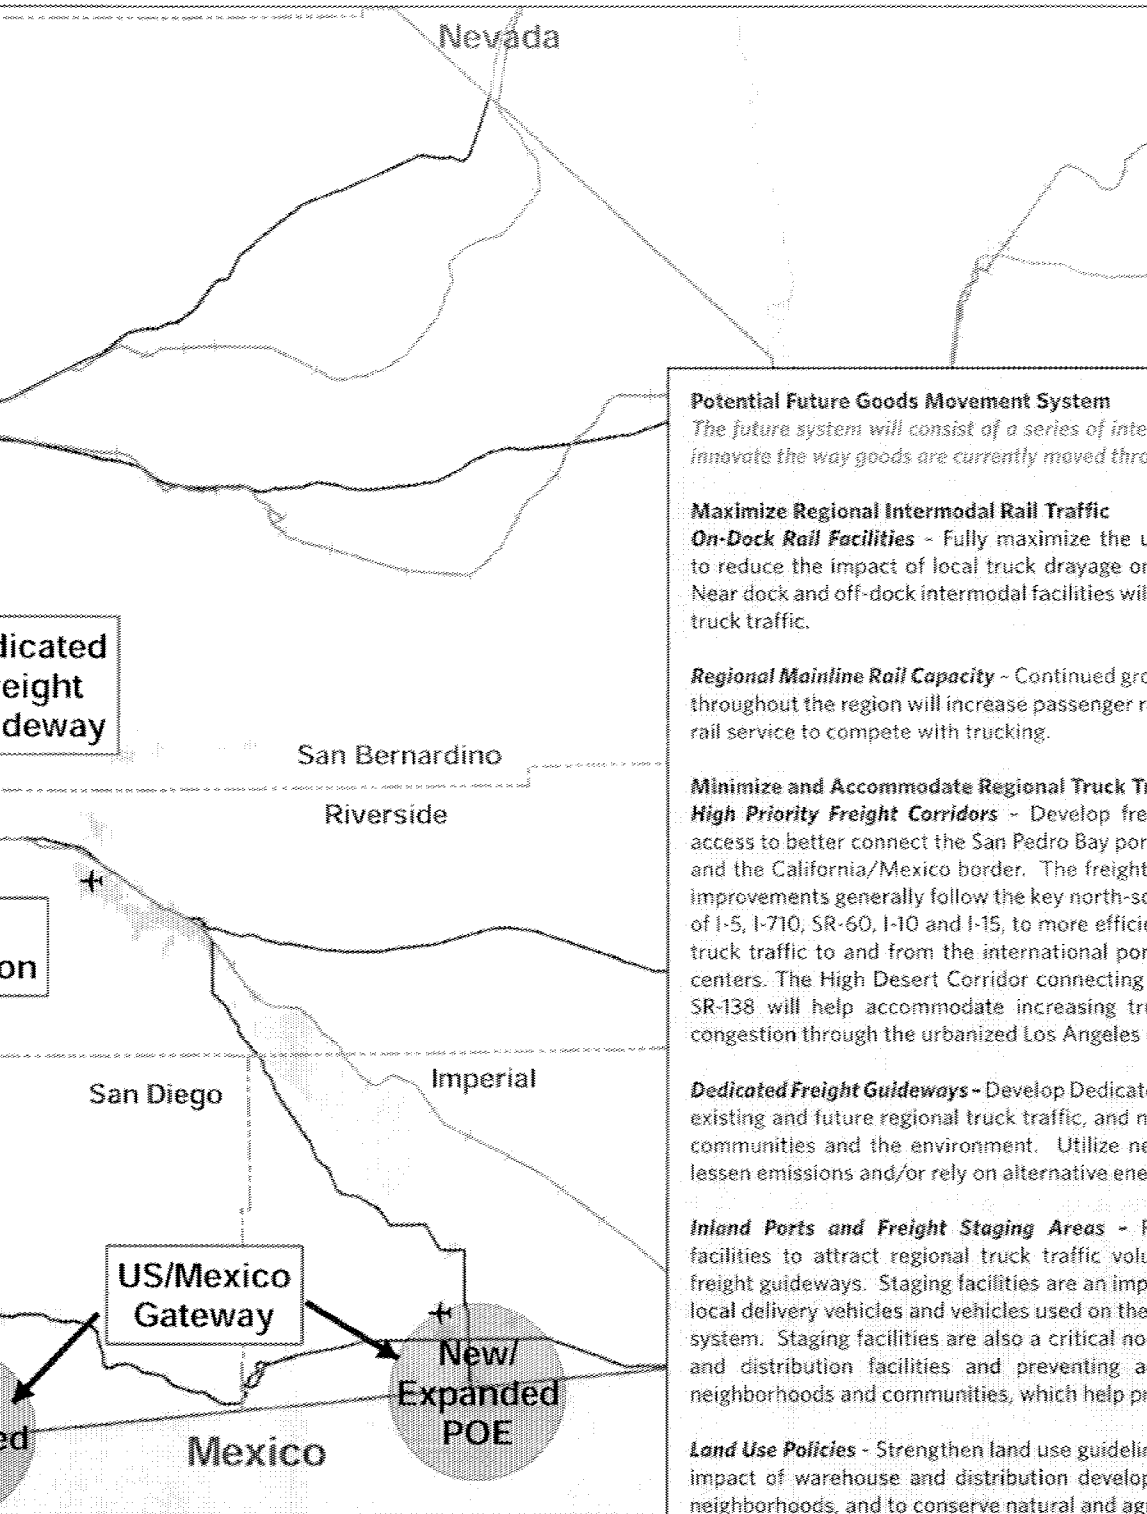 Nevada
dicated
eight
deway
San Bernardino
Riverside
on
San Diego
Imperial
US/Mexico
Gateway
New/
Expanded
POE
ed
Mexico
Potential Future Goods Movement System
The future system will consist of a series of inte
innovate the way goods are currently moved thro
Maximize Regional Intermodal Rail Traffic
On-Dock Rail Facilities - Fully maximize the u
to reduce the impact of local truck drayage on
Near dock and off-dock intermodal facilities wil
truck traffic.
Regional Mainline Rail Capacity - Continued gro
throughout the region will increase passenger r
rail service to compete with trucking.
Minimize and Accommodate Regional Truck Tr
High Priority Freight Corridors - Develop fre
access to better connect the San Pedro Bay por
and the California/Mexico border. The freight
improvements generally follow the key north-so
of I-5, I-710, SR-60, I-10 and I-15, to more efficie
truck traffic to and from the international por
centers. The High Desert Corridor connecting
SR-138 will help accommodate increasing tru
congestion through the urbanized Los Angeles
Dedicated Freight Guideways - Develop Dedicate
existing and future regional truck traffic, and n
communities and the environment. Utilize ne
lessen emissions and/or rely on alternative ene
Inland Ports and Freight Staging Areas - P
facilities to attract regional truck traffic volu
freight guideways. Staging facilities are an imp
local delivery vehicles and vehicles used on the
system. Staging facilities are also a critical no
and distribution facilities and preventing a
neighborhoods and communities, which help pr
Land Use Policies - Strengthen land use guidelin
impact of warehouse and distribution develop
neighborhoods, and to conserve natural and agr